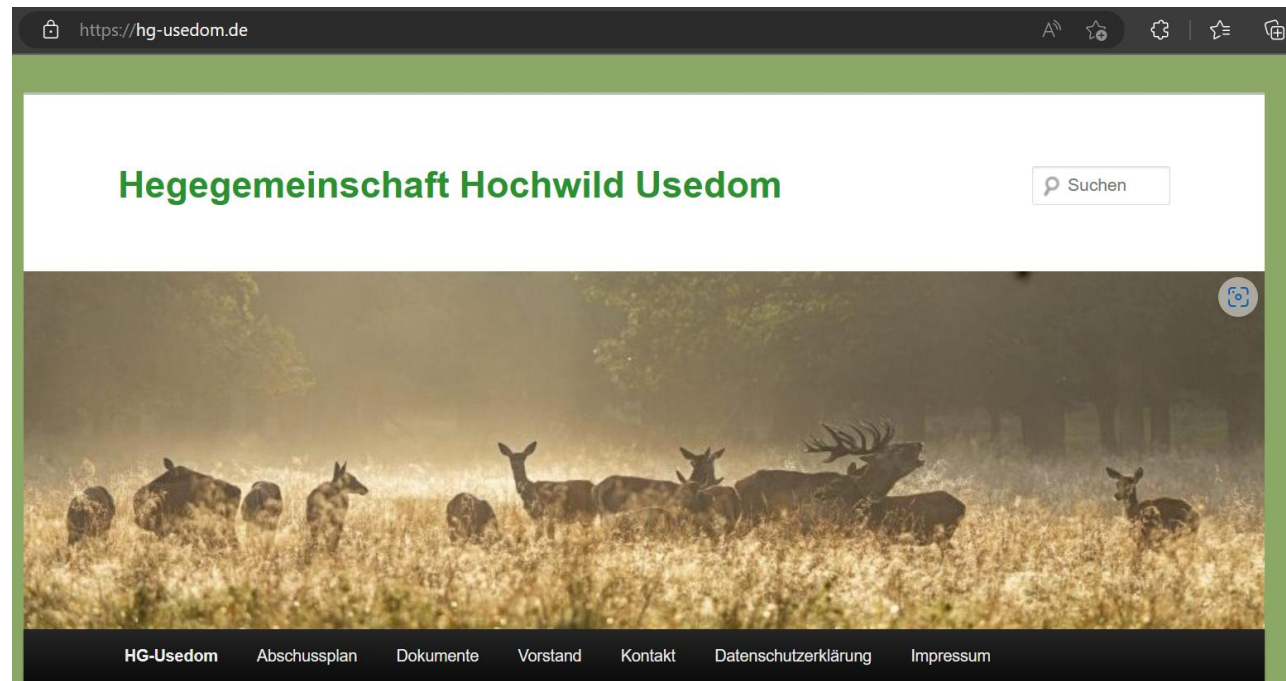 https://hg-usedom.de
Hegegemeinschaft Hochwild Usedom
Suchen
HG-Usedom Abschussplan Dokumente Vorstand Kontakt Datenschutzerklärung Impressum